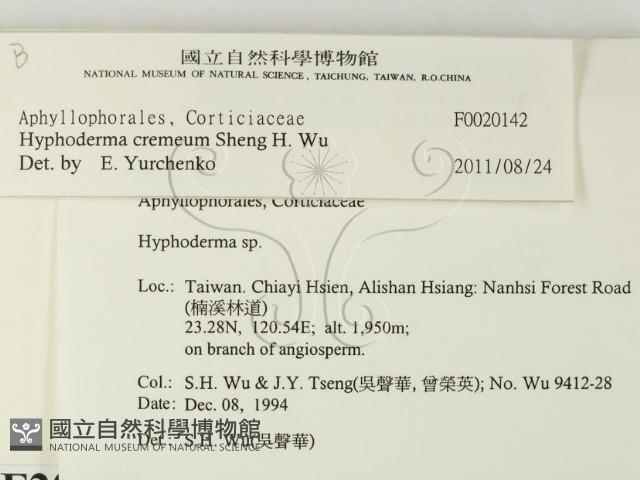 B
國立自然科學博物館
NATIONAL MUSEUM OF NATURAL SCIENCE, TAICHUNG, TAIWAN, R.O.CHINA
Aphyllophorales, Corticiaceae F0020142
Hyphoderma cremeum Sheng H. Wu
Det. by E. Yurchenko 2011/08/24
Aphyllophorales, Corticiaceae
Hyphoderma sp.
Loc.: Taiwan. Chiayi Hsien, Alishan Hsiang: Nanhsi Forest Road
(楠溪林道)
23.28N, 120.54E; alt. 1,950m;
on branch of angiosperm.
Col.: S.H. Wu & J.Y. Tseng(吳聲華, 曾榮英); No. Wu 9412-28
Date: Dec. 08, 1994
國立自然科學博物館
Det.: S.H. Wu(吳聲華)
NATIONAL MUSEUM OF NATURAL SCIENCE